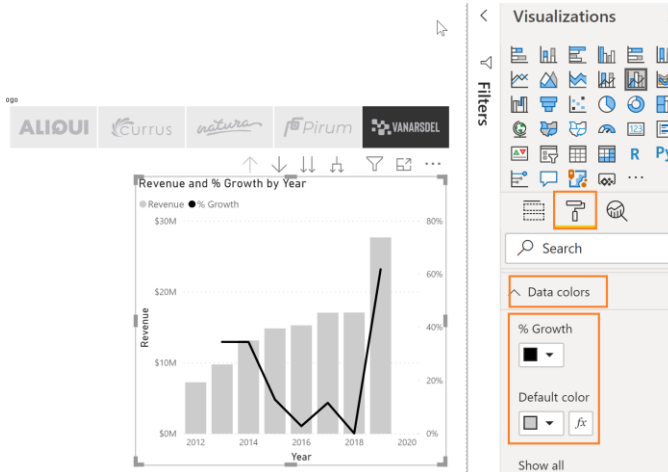 Visualizations
Filters
ogo
ALIQUI
Currus
natura
Pirum
VANARSDEL
123
R
Py
Revenue and % Growth by Year
Revenue % Growth
$30M
$20M
$10M
$0M
80%
60%
40%
20%
0%
Revenue
2012 2014 2016 2018 2020
Year
Search
Data colors
% Growth
Default color
fx
Show all